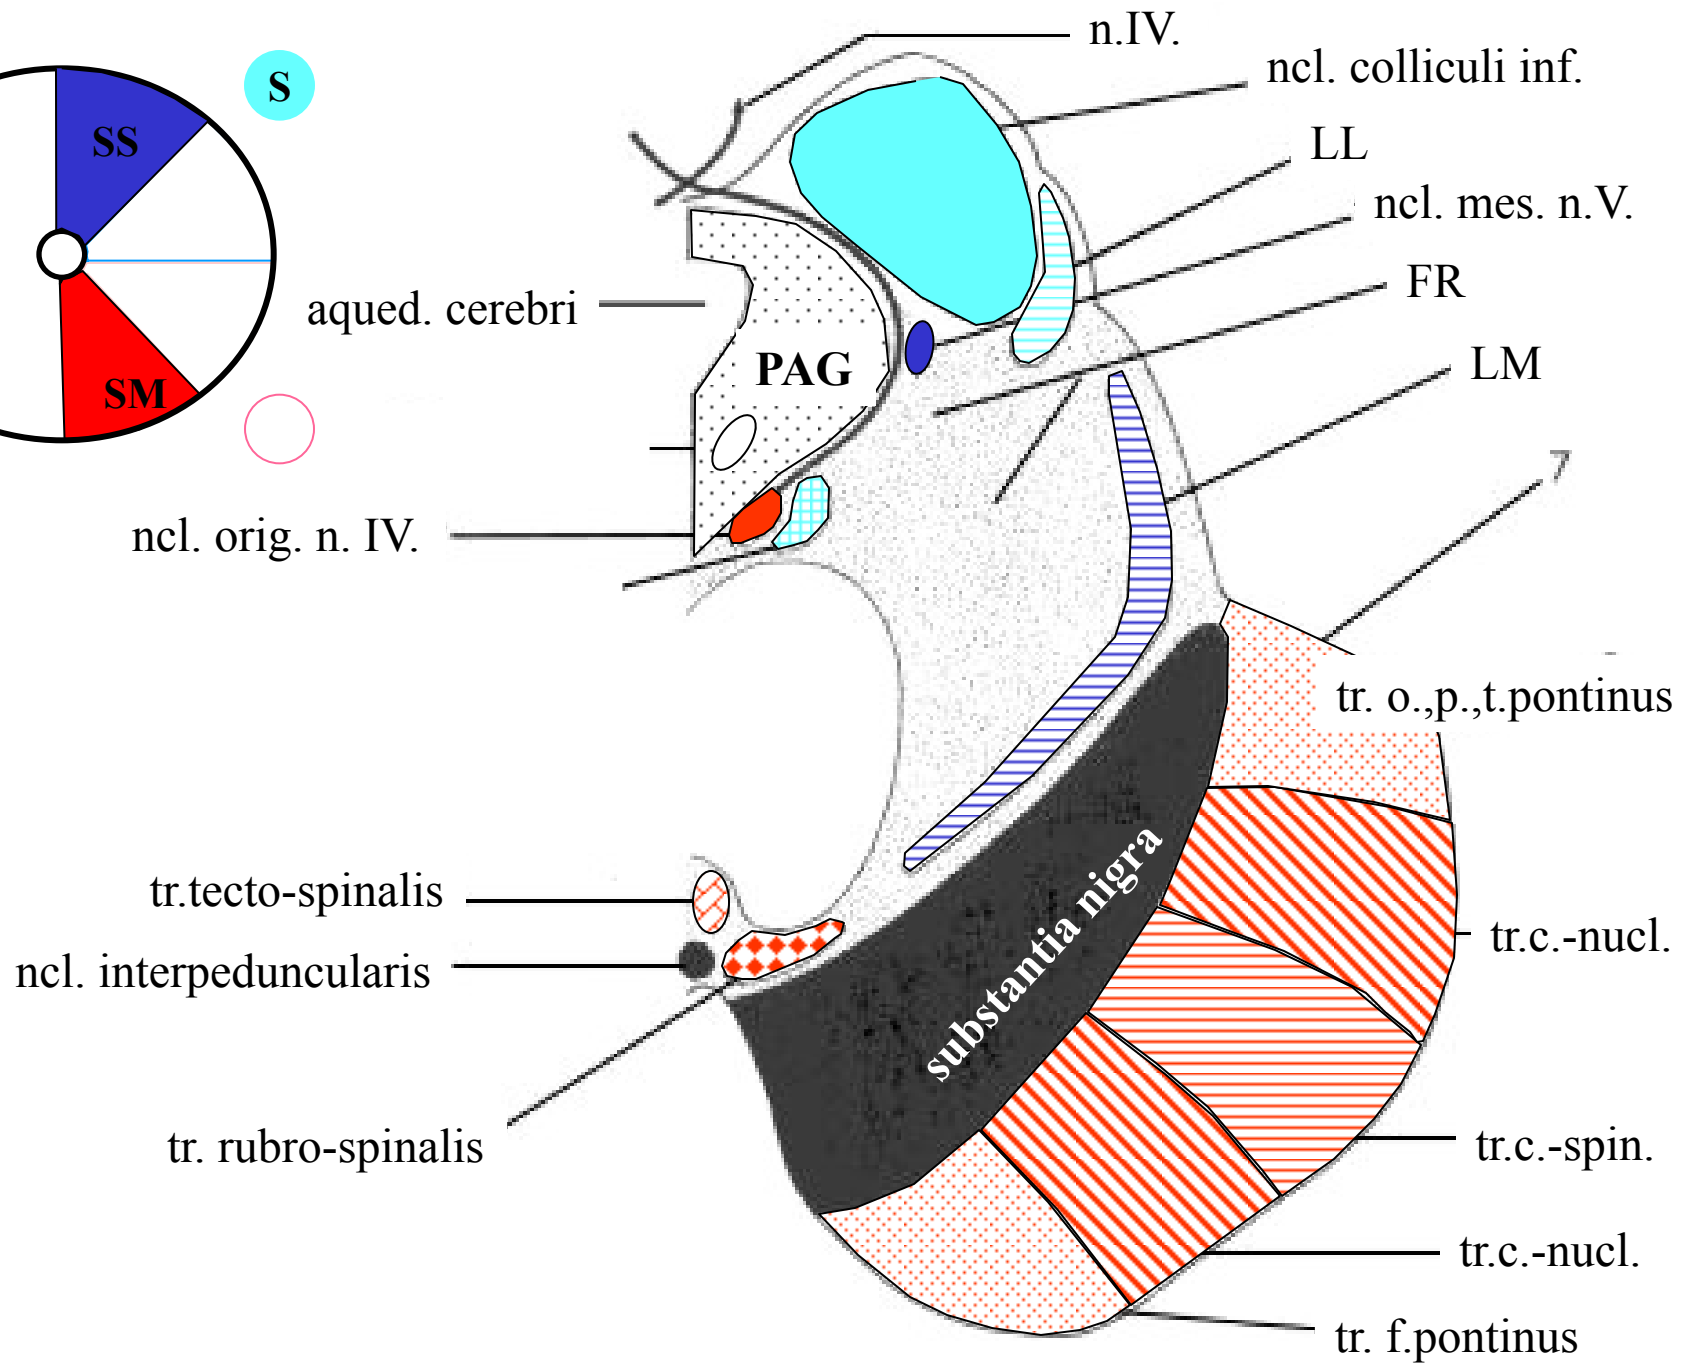 n.IV.
ncl. colliculi inf.
S
SS
LL
ncl. mes. n.V.
FR
aqued. cerebri
LM
PAG
SM
ncl. orig. n. IV.
tr. o.,p.,t.pontinus
substantia nigra
tr.tecto-spinalis
tr.c.-nucl.
ncl. interpeduncularis
tr. rubro-spinalis
tr.c.-spin.
tr.c.-nucl.
tr. f.pontinus